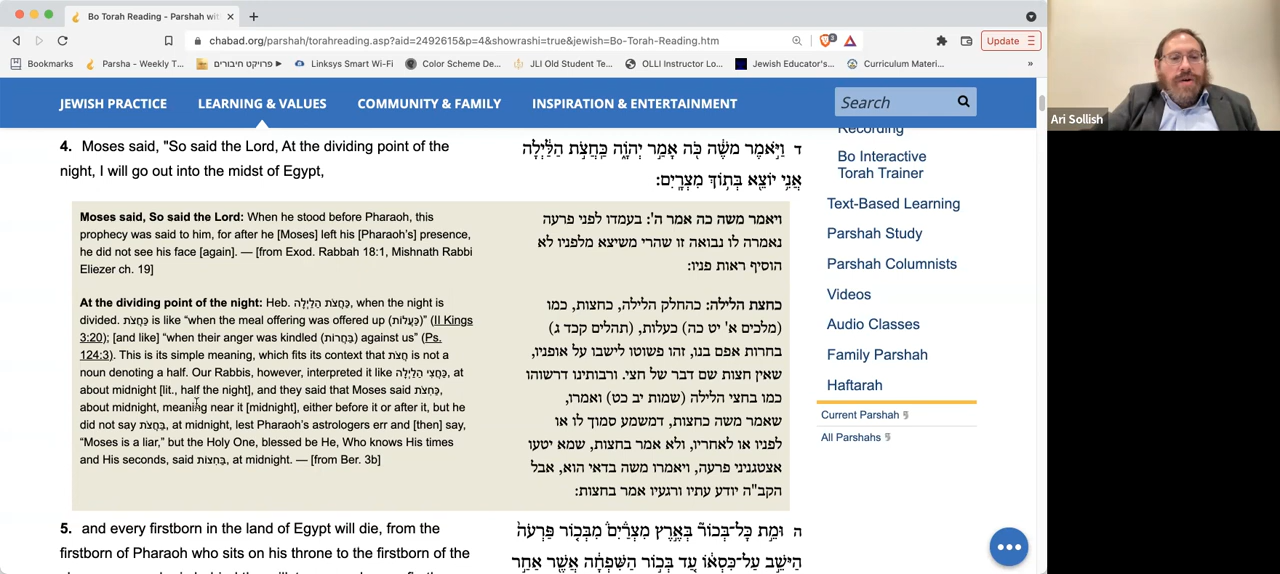 Bo Torah Reading - Parshah wit
chabad.org/parshah/torahreading.asp?aid=2492615&p=4&showrashi=true&jewish=Bo-Torah-Reading.htm
3
Update
Bookmarks Parsha - Weekly T... פרויקט חיבורים Linksys Smart Wi-Fi Color Scheme De... JLI Old Student Te... OLLI Instructor Lo... Jewish Educator's... Curriculum Materi... »
JEWISH PRACTICE LEARNING & VALUES COMMUNITY & FAMILY INSPIRATION & ENTERTAINMENT Search
4. Moses said, "So said the Lord, At the dividing point of the
night, I will go out into the midst of Egypt,
ד וַיֹּ֣אמֶר משֶׁ֔ה כֹּ֖ה אָמַ֣ר יְהֹוָ֑ה כַּֽחֲצֹ֣ת הַלַּ֔יְלָה
אֲנִ֥י יוֹצֵ֖א בְּת֥וֹךְ מִצְרָֽיִם:
Moses said, So said the Lord: When he stood before Pharaoh, this
prophecy was said to him, for after he [Moses] left his [Pharaoh's] presence,
he did not see his face [again]. — [from Exod. Rabbah 18:1, Mishnath Rabbi
Eliezer ch. 19]
ויאמר משה כה אמר ה': בעמדו לפני פרעה
נאמרה לו נבואה זו שהרי משיצא מלפניו לא
הוסיף ראות פניו:
At the dividing point of the night: Heb. כַּחֲצֹת הַלַיְלָה, when the night is
divided. כַּחֲצֹת is like "when the meal offering was offered up (כַּעֲלוֹת)" (II Kings
3:20); [and like] "when their anger was kindled (בַּחֲרוֹת) against us" (Ps.
124:3). This is its simple meaning, which fits its context that חֲצֹת is not a
noun denoting a half. Our Rabbis, however, interpreted it like כַּחֲצִי הַלַיְלָה, at
about midnight [lit., half the night], and they said that Moses said כַּחֲצֹת,
about midnight, meaning near it [midnight], either before it or after it, but he
did not say בַּחֲצֹת, at midnight, lest Pharaoh's astrologers err and [then] say,
"Moses is a liar," but the Holy One, blessed be He, Who knows His times
and His seconds, said בַּחֲצוֹת, at midnight. — [from Ber. 3b]
כחצת הלילה: כהחלק הלילה, כחצות, כמו
(מלכים א' יט כה) כעלות, (תהלים קכד ג)
בחרות אפם בנו, זהו פשוטו לישבו על אופניו,
שאין חצות שם דבר של חצי. ורבותינו דרשוהו
כמו בחצי הלילה (שמות יב כט) ואמרו,
שאמר משה כחצות, דמשמע סמוך לו או
לפניו או לאחריו, ולא אמר בחצות, שמא יטעו
אצטגניני פרעה, ויאמרו משה בדאי הוא, אבל
הקב"ה יודע עתיו ורגעיו אמר בחצות:
5. and every firstborn in the land of Egypt will die, from the
firstborn of Pharaoh who sits on his throne to the firstborn of the
ה וּמֵ֣ת כָּל־בְּכוֹר֘ בְּאֶ֣רֶץ מִצְרַ֒יִם֒ מִבְּכ֤וֹר פַּרְעֹה֙
הַיּשֵׁ֣ב עַל־כִּסְא֔וֹ עַ֚ד בְּכ֣וֹר הַשִּׁפְחָ֔ה אֲשֶׁ֖ר אַחַ֣ר
Recording
Bo Interactive
Torah Trainer
Text-Based Learning
Parshah Study
Parshah Columnists
Videos
Audio Classes
Family Parshah
Haftarah
Current Parshah
All Parshahs
Ari Sollish